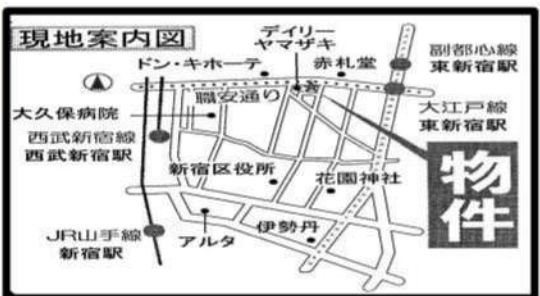 現地案内図
デイリー
ヤマザキ
ドン・キホーテ
赤札堂
副都心線
東新宿駅
職安通り
大江戸線
東新宿駅
大久保病院
西武新宿線
西武新宿駅
物件
新宿区役所
花園神社
伊勢丹
アルタ
JR山手線
新宿駅